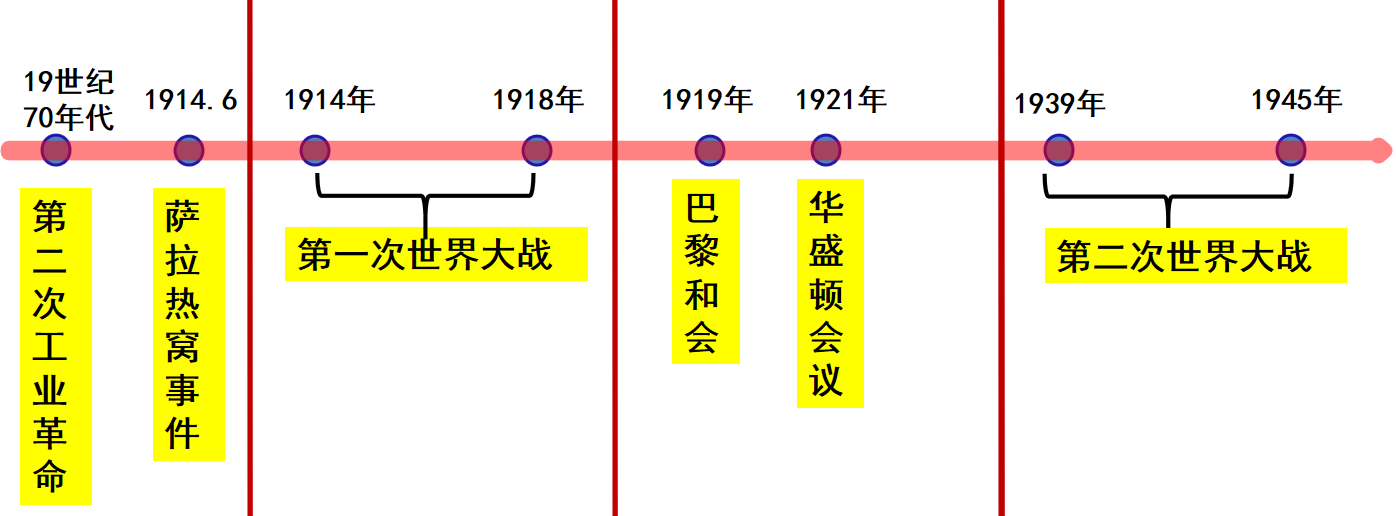 19世纪
70年代
1914.6
1914年
1918年
1919年
1921年
1939年
1945年
第二次工业革命
萨拉热窝事件
第一次世界大战
巴黎和会
华盛顿会议
第二次世界大战